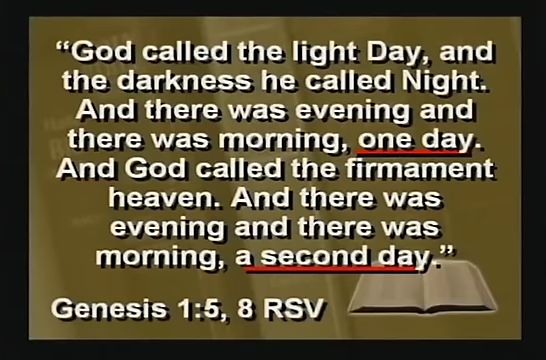 “God called the light Day, and
the darkness he called Night.
And there was evening and
there was morning, one day.
And God called the firmament
heaven. And there was
evening and there was
morning, a second day.”
Genesis 1:5, 8 RSV